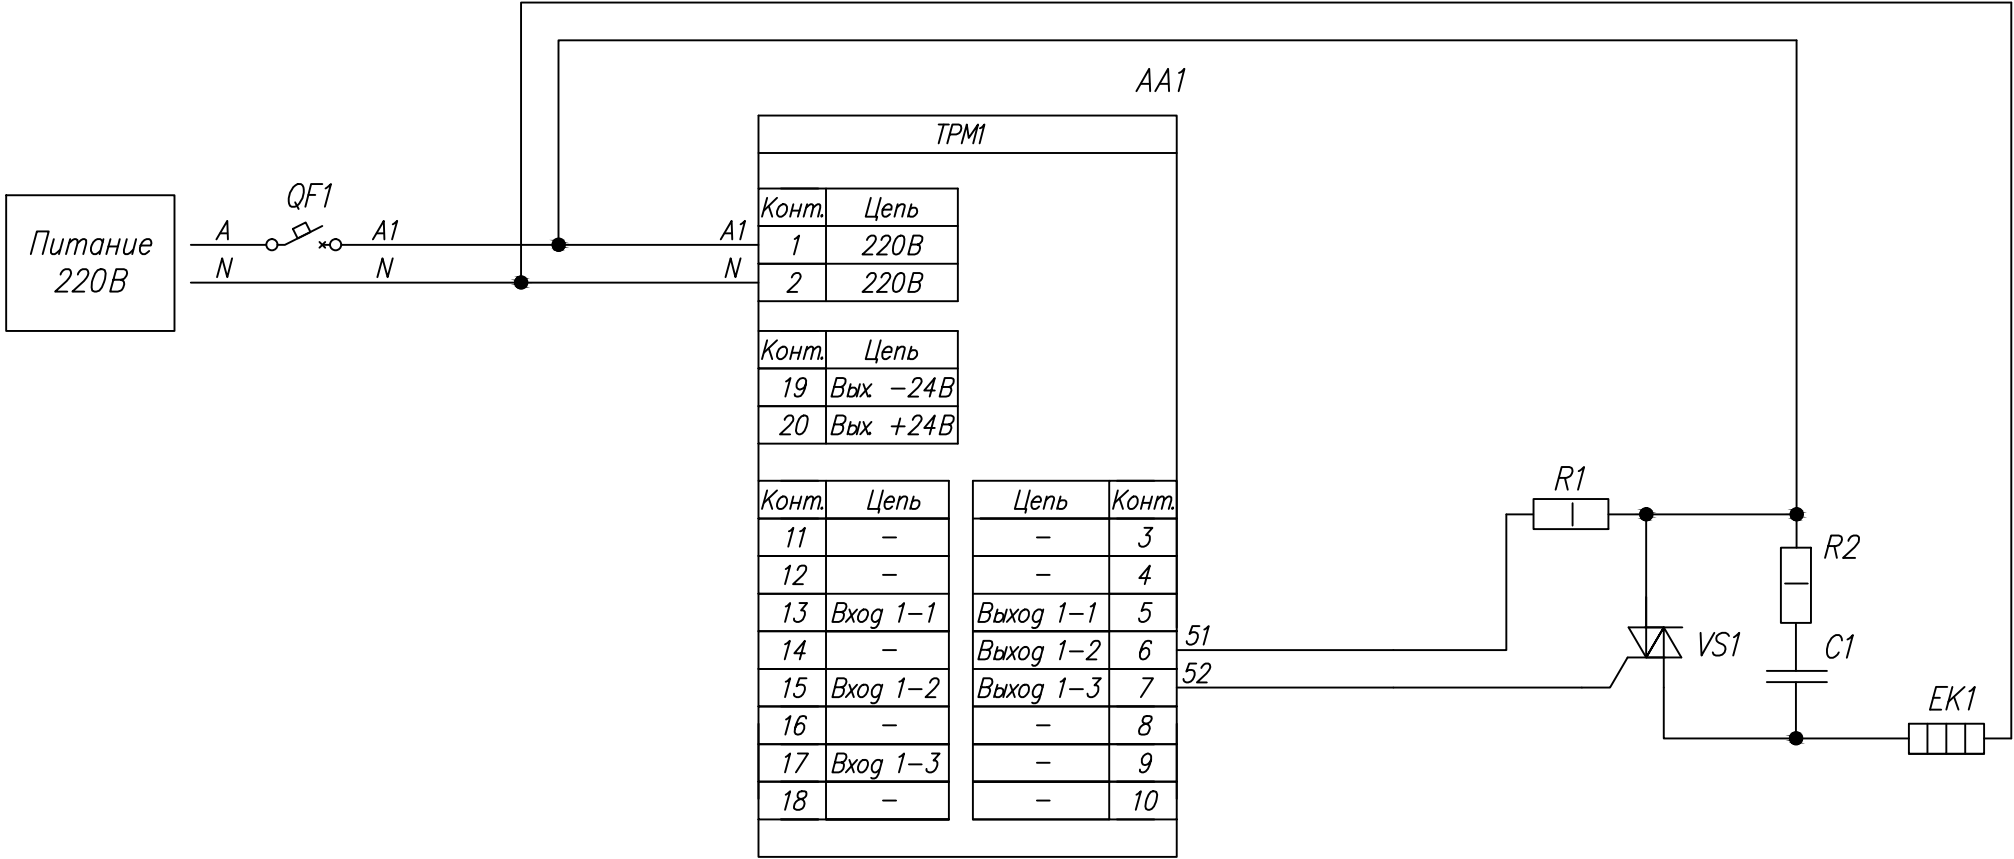 AA1
ТРМ1
Питание
220В
A QF1 A1 A1
N N N
Конт. Цепь
1 220В
2 220В
Конт. Цепь
19 Вых. -24В
20 Вых. +24В
Конт. Цепь Цепь Конт.
11 - - 3
12 - - 4
13 Вход 1-1 Выход 1-1 5
14 - Выход 1-2 6
15 Вход 1-2 Выход 1-3 7
16 - - 8
17 Вход 1-3 - 9
18 - - 10
51
52
R1
R2
VS1
C1
EK1